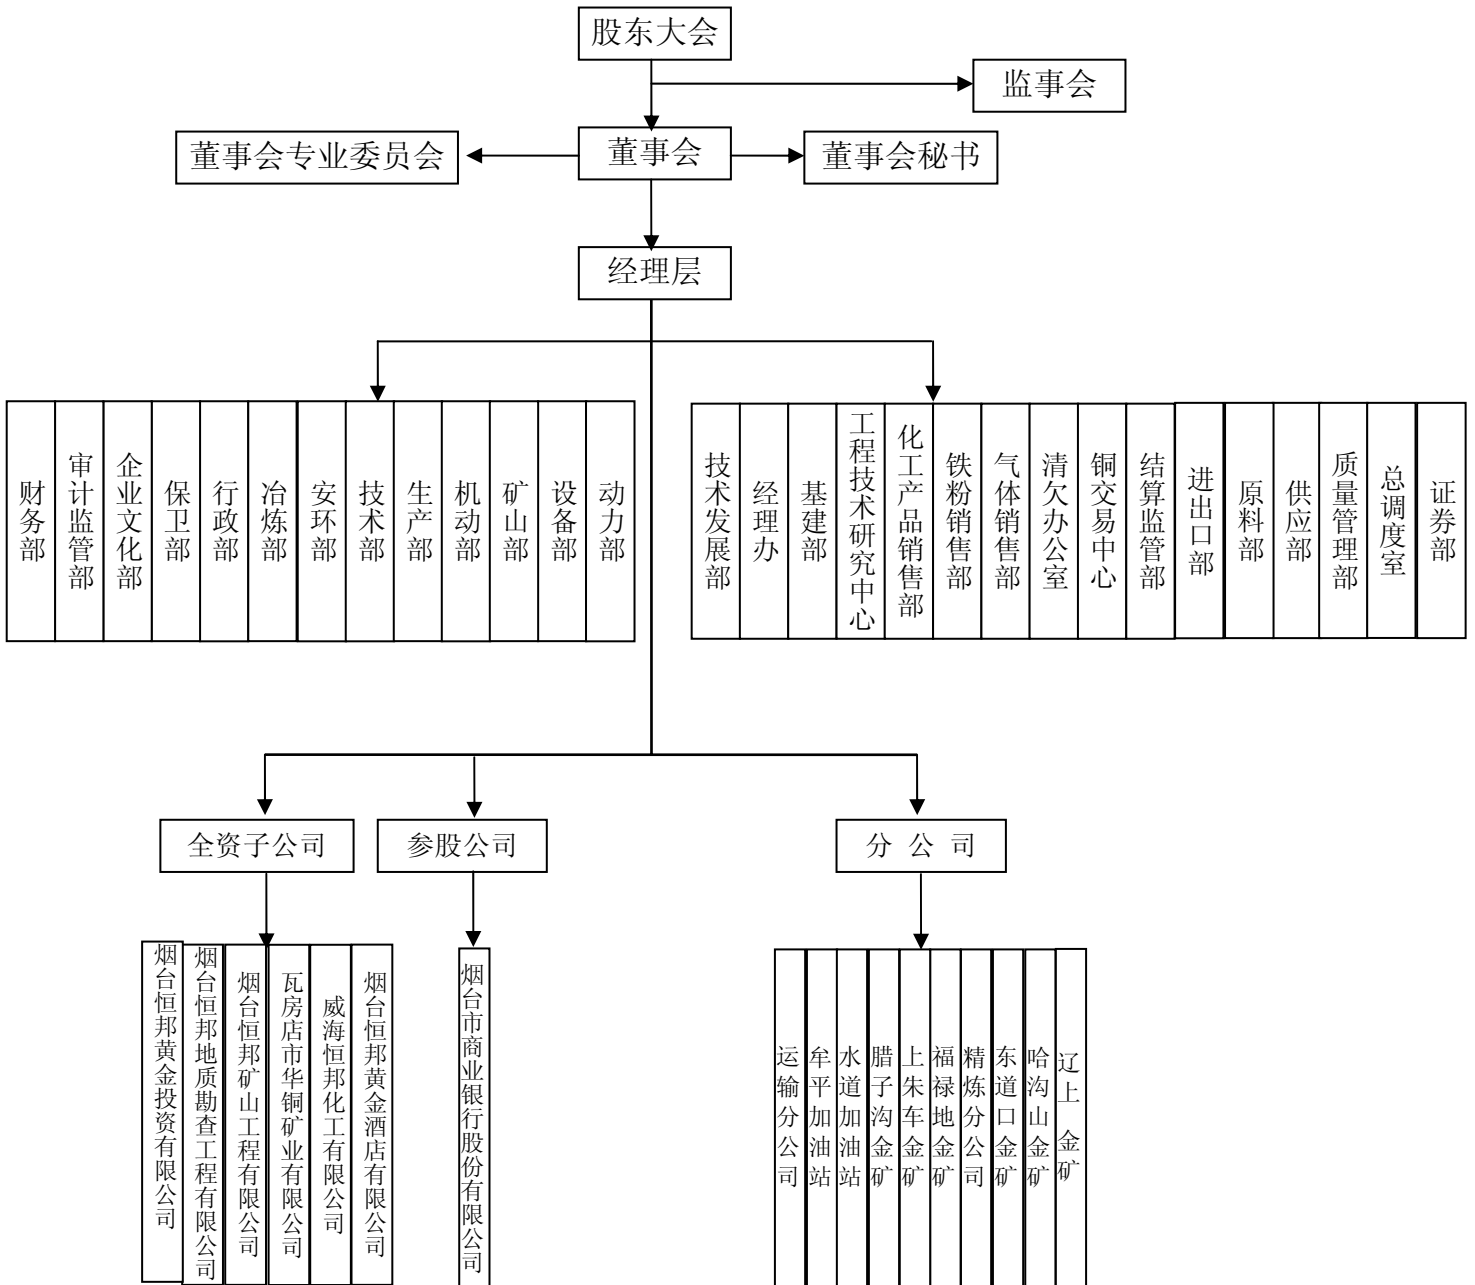 股东大会
监事会
董事会专业委员会
董事会
董事会秘书
经理层
财务部
审计监管部
企业文化部
保卫部
行政部
冶炼部
安环部
技术部
生产部
机动部
矿山部
设备部
动力部
技术发展部
经理办
基建部
工程技术研究中心
化工产品销售部
铁粉销售部
气体销售部
清欠办公室
铜交易中心
结算监管部
进出口部
原料部
供应部
质量管理部
总调度室
证券部
全资子公司
参股公司
分 公 司
烟台恒邦黄金投资有限公司
烟台恒邦地质勘查工程有限公司
烟台恒邦矿山工程有限公司
瓦房店市华铜矿业有限公司
威海恒邦化工有限公司
烟台恒邦黄金酒店有限公司
烟台市商业银行股份有限公司
运输分公司
牟平加油站
水道加油站
腊子沟金矿
上朱车金矿
福禄地金矿
精炼分公司
东道口金矿
哈沟山金矿
辽上 金矿